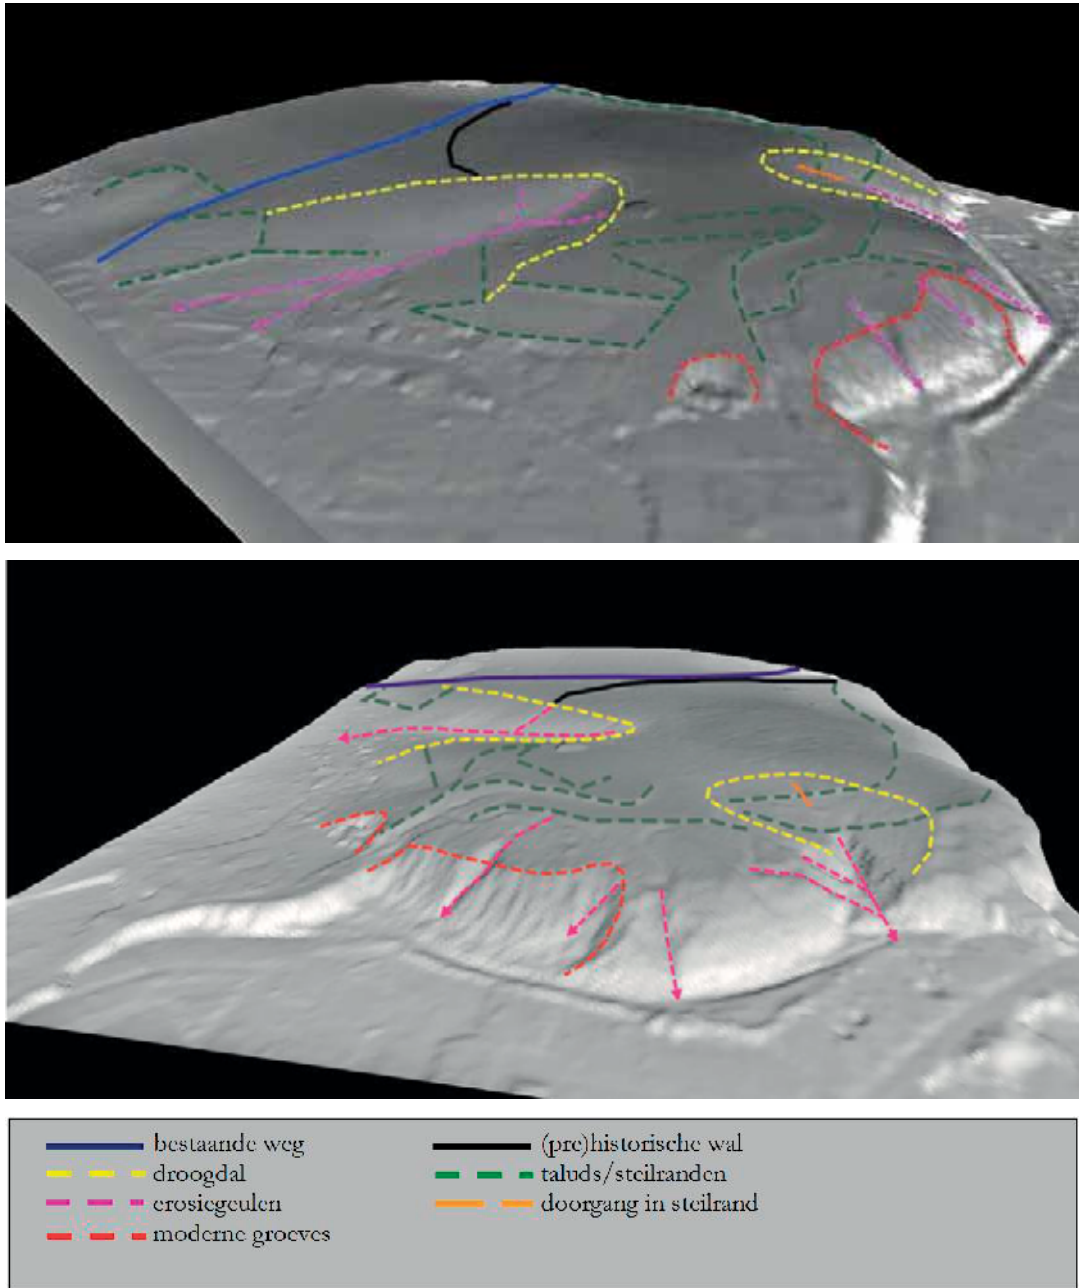 bestaande weg
droogdal
erosiegeulen
moderne groeves
(pre)historische wal
taluds/steilranden
doorgang in steilrand